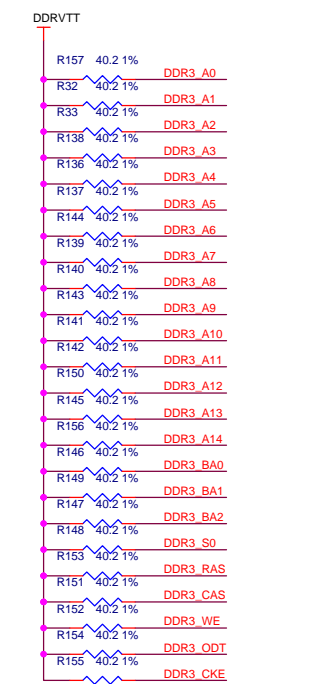 DDRVTT
R157 40.2 1%
DDR3_A0
R32 40.2 1%
DDR3_A1
R33 40.2 1%
DDR3_A2
R138 40.2 1%
DDR3_A3
R136 40.2 1%
DDR3_A4
R137 40.2 1%
DDR3_A5
R144 40.2 1%
DDR3_A6
R139 40.2 1%
DDR3_A7
R140 40.2 1%
DDR3_A8
R143 40.2 1%
DDR3_A9
R141 40.2 1%
DDR3_A10
R142 40.2 1%
DDR3_A11
R150 40.2 1%
DDR3_A12
R145 40.2 1%
DDR3_A13
R156 40.2 1%
DDR3_A14
R146 40.2 1%
DDR3_BA0
R149 40.2 1%
DDR3_BA1
R147 40.2 1%
DDR3_BA2
R148 40.2 1%
DDR3_S0
R153 40.2 1%
DDR3_RAS
R151 40.2 1%
DDR3_CAS
R152 40.2 1%
DDR3_WE
R154 40.2 1%
DDR3_ODT
R155 40.2 1%
DDR3_CKE